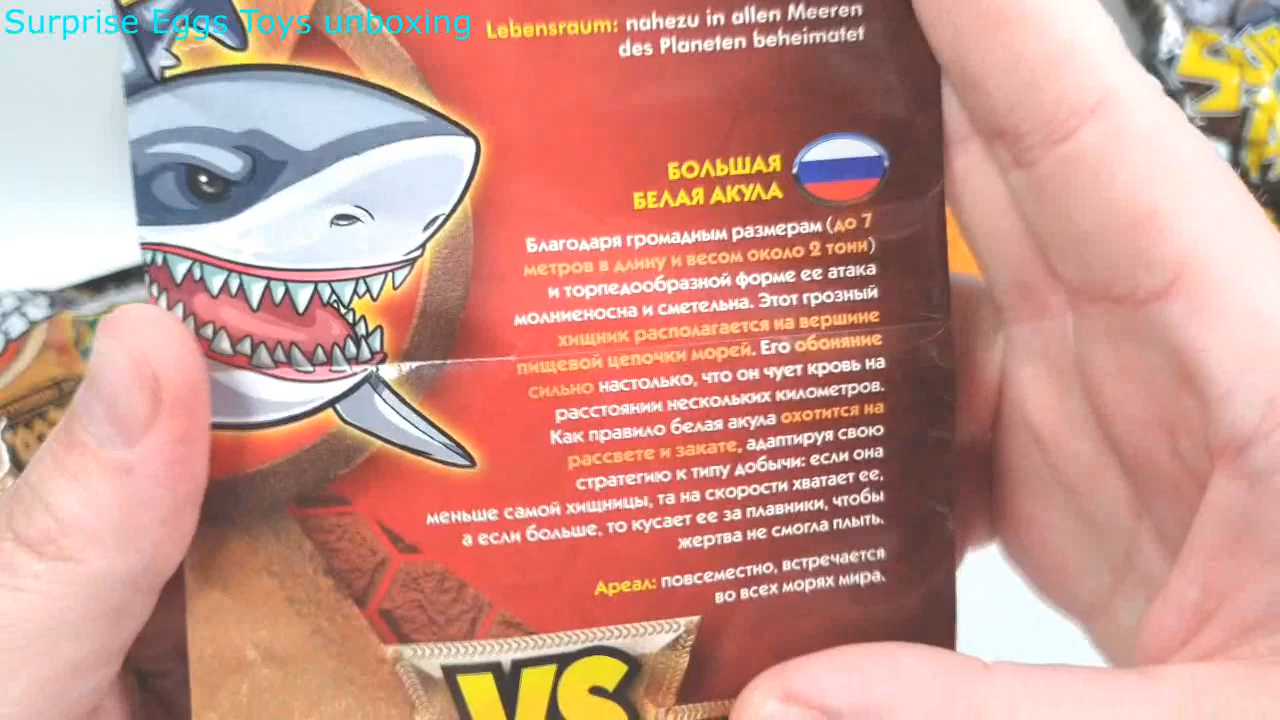 Surprise Eggs Toys unboxing
Lebensraum: nahezu in allen Meeren
des Planeten beheimatet
БОЛЬШАЯ
БЕЛАЯ АКУЛА
Благодаря громадным размерам (до 7
метров в длину и весом около 2 тонн)
и торпедообразной форме ее атака
молниеносна и сметельна. Этот грозный
хищник располагается на вершине
пищевой цепочки морей. Его обоняние
сильно настолько, что он чует кровь на
расстоянии нескольких километров.
Как правило белая акула охотится на
рассвете и закате, адаптируя свою
стратегию к типу добычи: если она
меньше самой хищницы, та на скорости хватает ее,
а если больше, то кусает ее за плавники, чтобы
жертва не смогла плыть.
Ареал: повсеместно, встречается
во всех морях мира.
VS